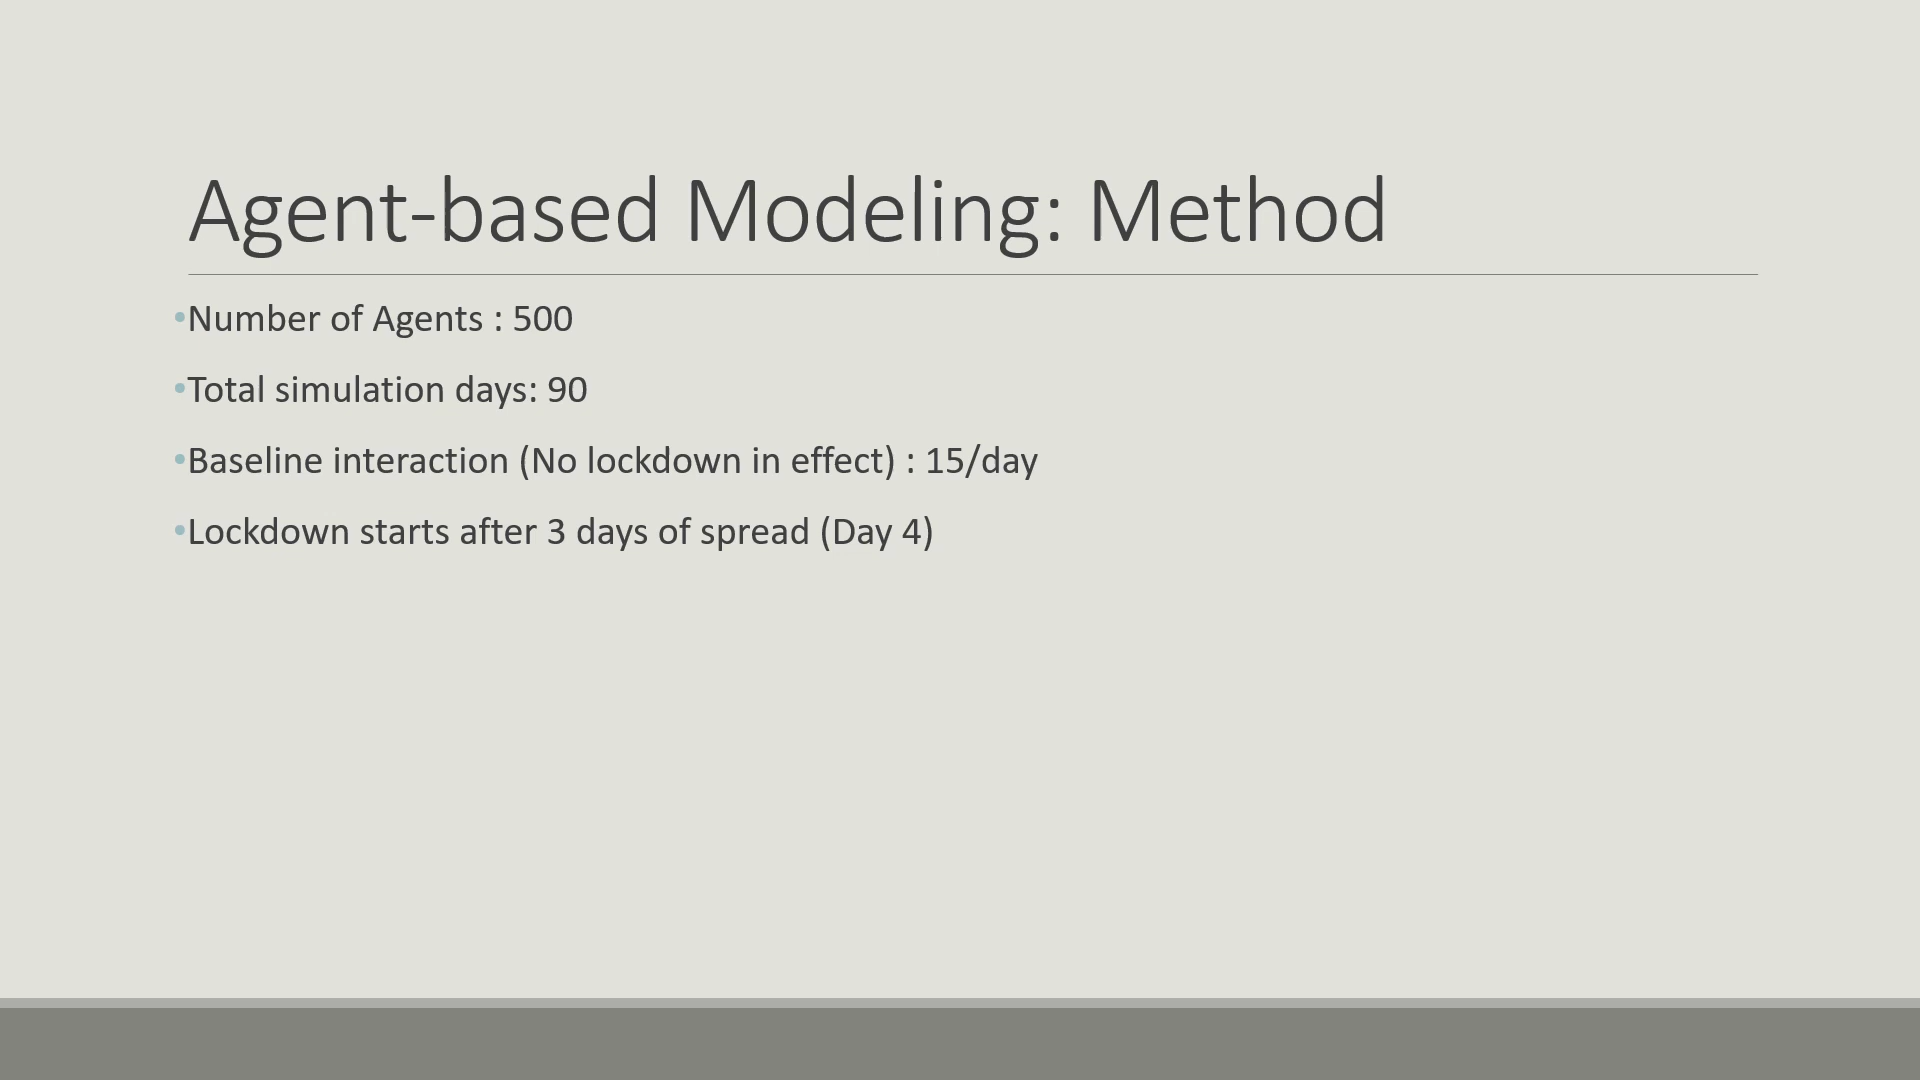 Agent-based Modeling: Method
•Number of Agents : 500
•Total simulation days: 90
•Baseline interaction (No lockdown in effect) : 15/day
•Lockdown starts after 3 days of spread (Day 4)